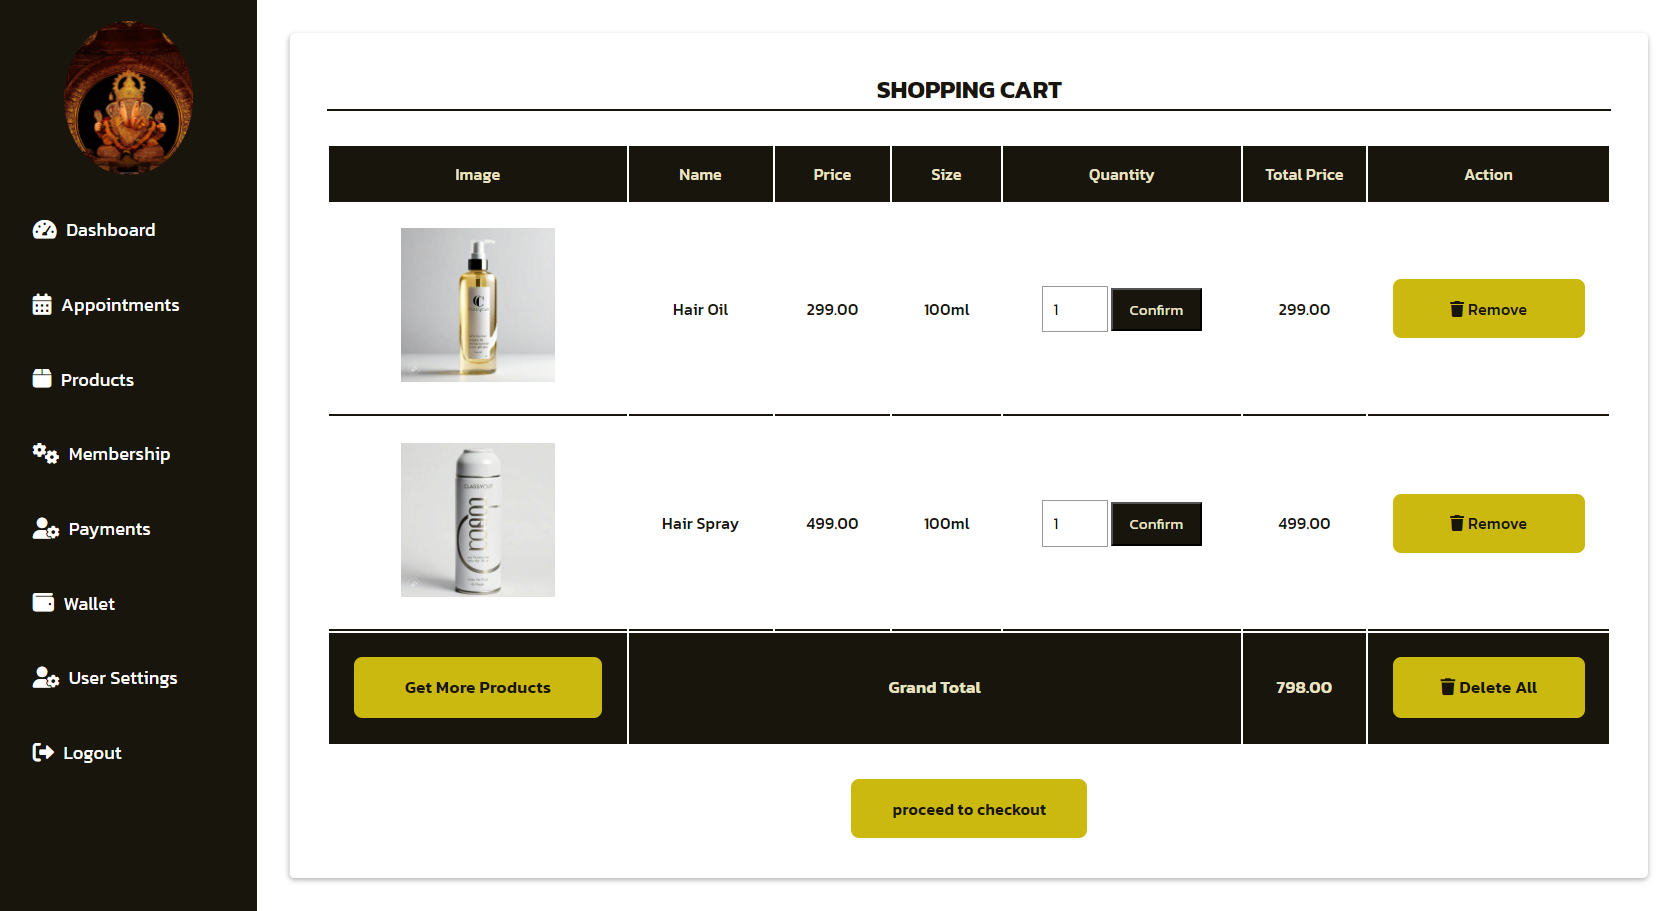 SHOPPING CART
Image Name Price Size Quantity Total Price Action
Dashboard
Appointments
Products
Membership
Payments
Wallet
User Settings
Logout
Hair Oil 299.00 100ml 1 Confirm 299.00 Remove
CLASSYCUT
Hair Spray 499.00 100ml 1 Confirm 499.00 Remove
Get More Products Grand Total 798.00 Delete All
proceed to checkout